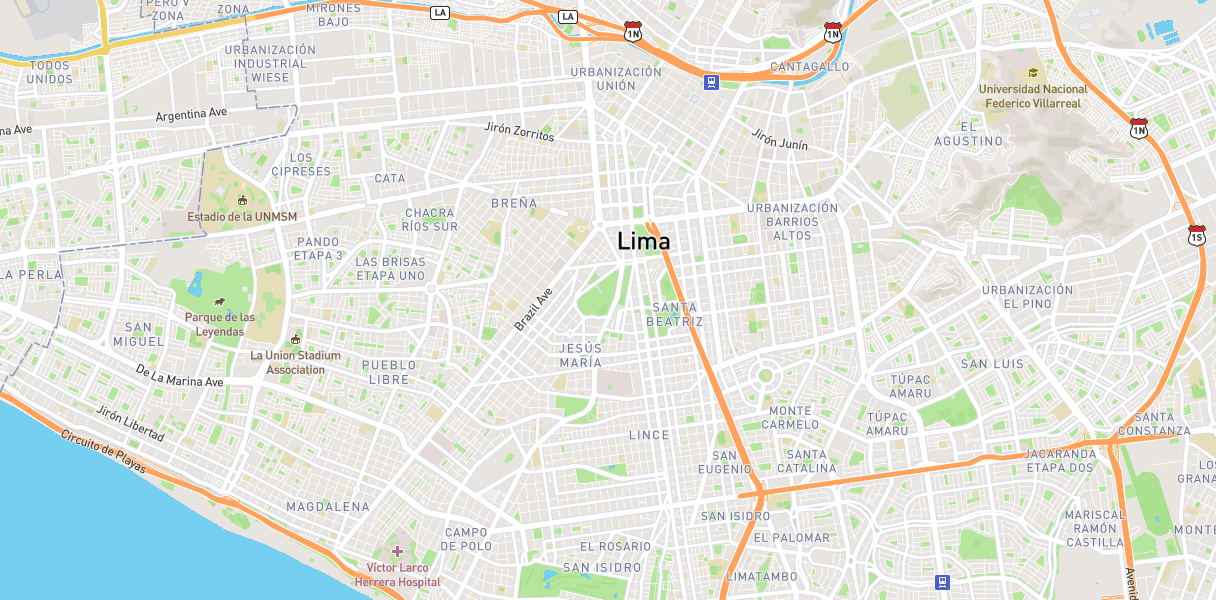 PERÚ V
ZONA
ZONA
MIRONES
BAJO
LA
LA
1N
1N
TODOS
UNIDOS
URBANIZACIÓN
INDUSTRIAL
WIESE
URBANIZACIÓN
UNIÓN
CANTAGALLO
Universidad Nacional
Federico Villarreal
Argentina Ave
ma Ave
Jirón Zorritos
Jirón Junín
1N
EL
AGUSTINO
LOS
CIPRESES
CATA
BREÑA
Estadio de la UNMSM
CHACRA
RÍOS SUR
URBANIZACIÓN
BARRIOS
ALTOS
1S
PANDO
ETAPA 3
Lima
LAS BRISAS
ETAPA UNO
LA PERLA
URBANIZACIÓN
EL PINO
Brazil Ave
Parque de las
Leyendas
SANTA
BEATRIZ
SAN
MIGUEL
La Union Stadium
Association
JESÚS
MARÍA
PUEBLO
LIBRE
SAN LUIS
De La Marina Ave
TÚPAC
AMARU
Jirón Libertad
MONTE
CARMELO
TÚPAC
AMARU
SANTA
CONSTANZA
Circuito de Playas
LINCE
SAN
EUGENIO
SANTA
CATALINA
JACARANDA
ETAPA DOS
LOS
GRANA
MAGDALENA
SAN ISIDRO
MARISCAL
RAMÓN
CASTILLA
MONTE
CAMPO
DE POLO
EL ROSARIO
EL PALOMAR
Víctor Larco
Herrera Hospital
SAN ISIDRO
LIMATAMBO
Avenid